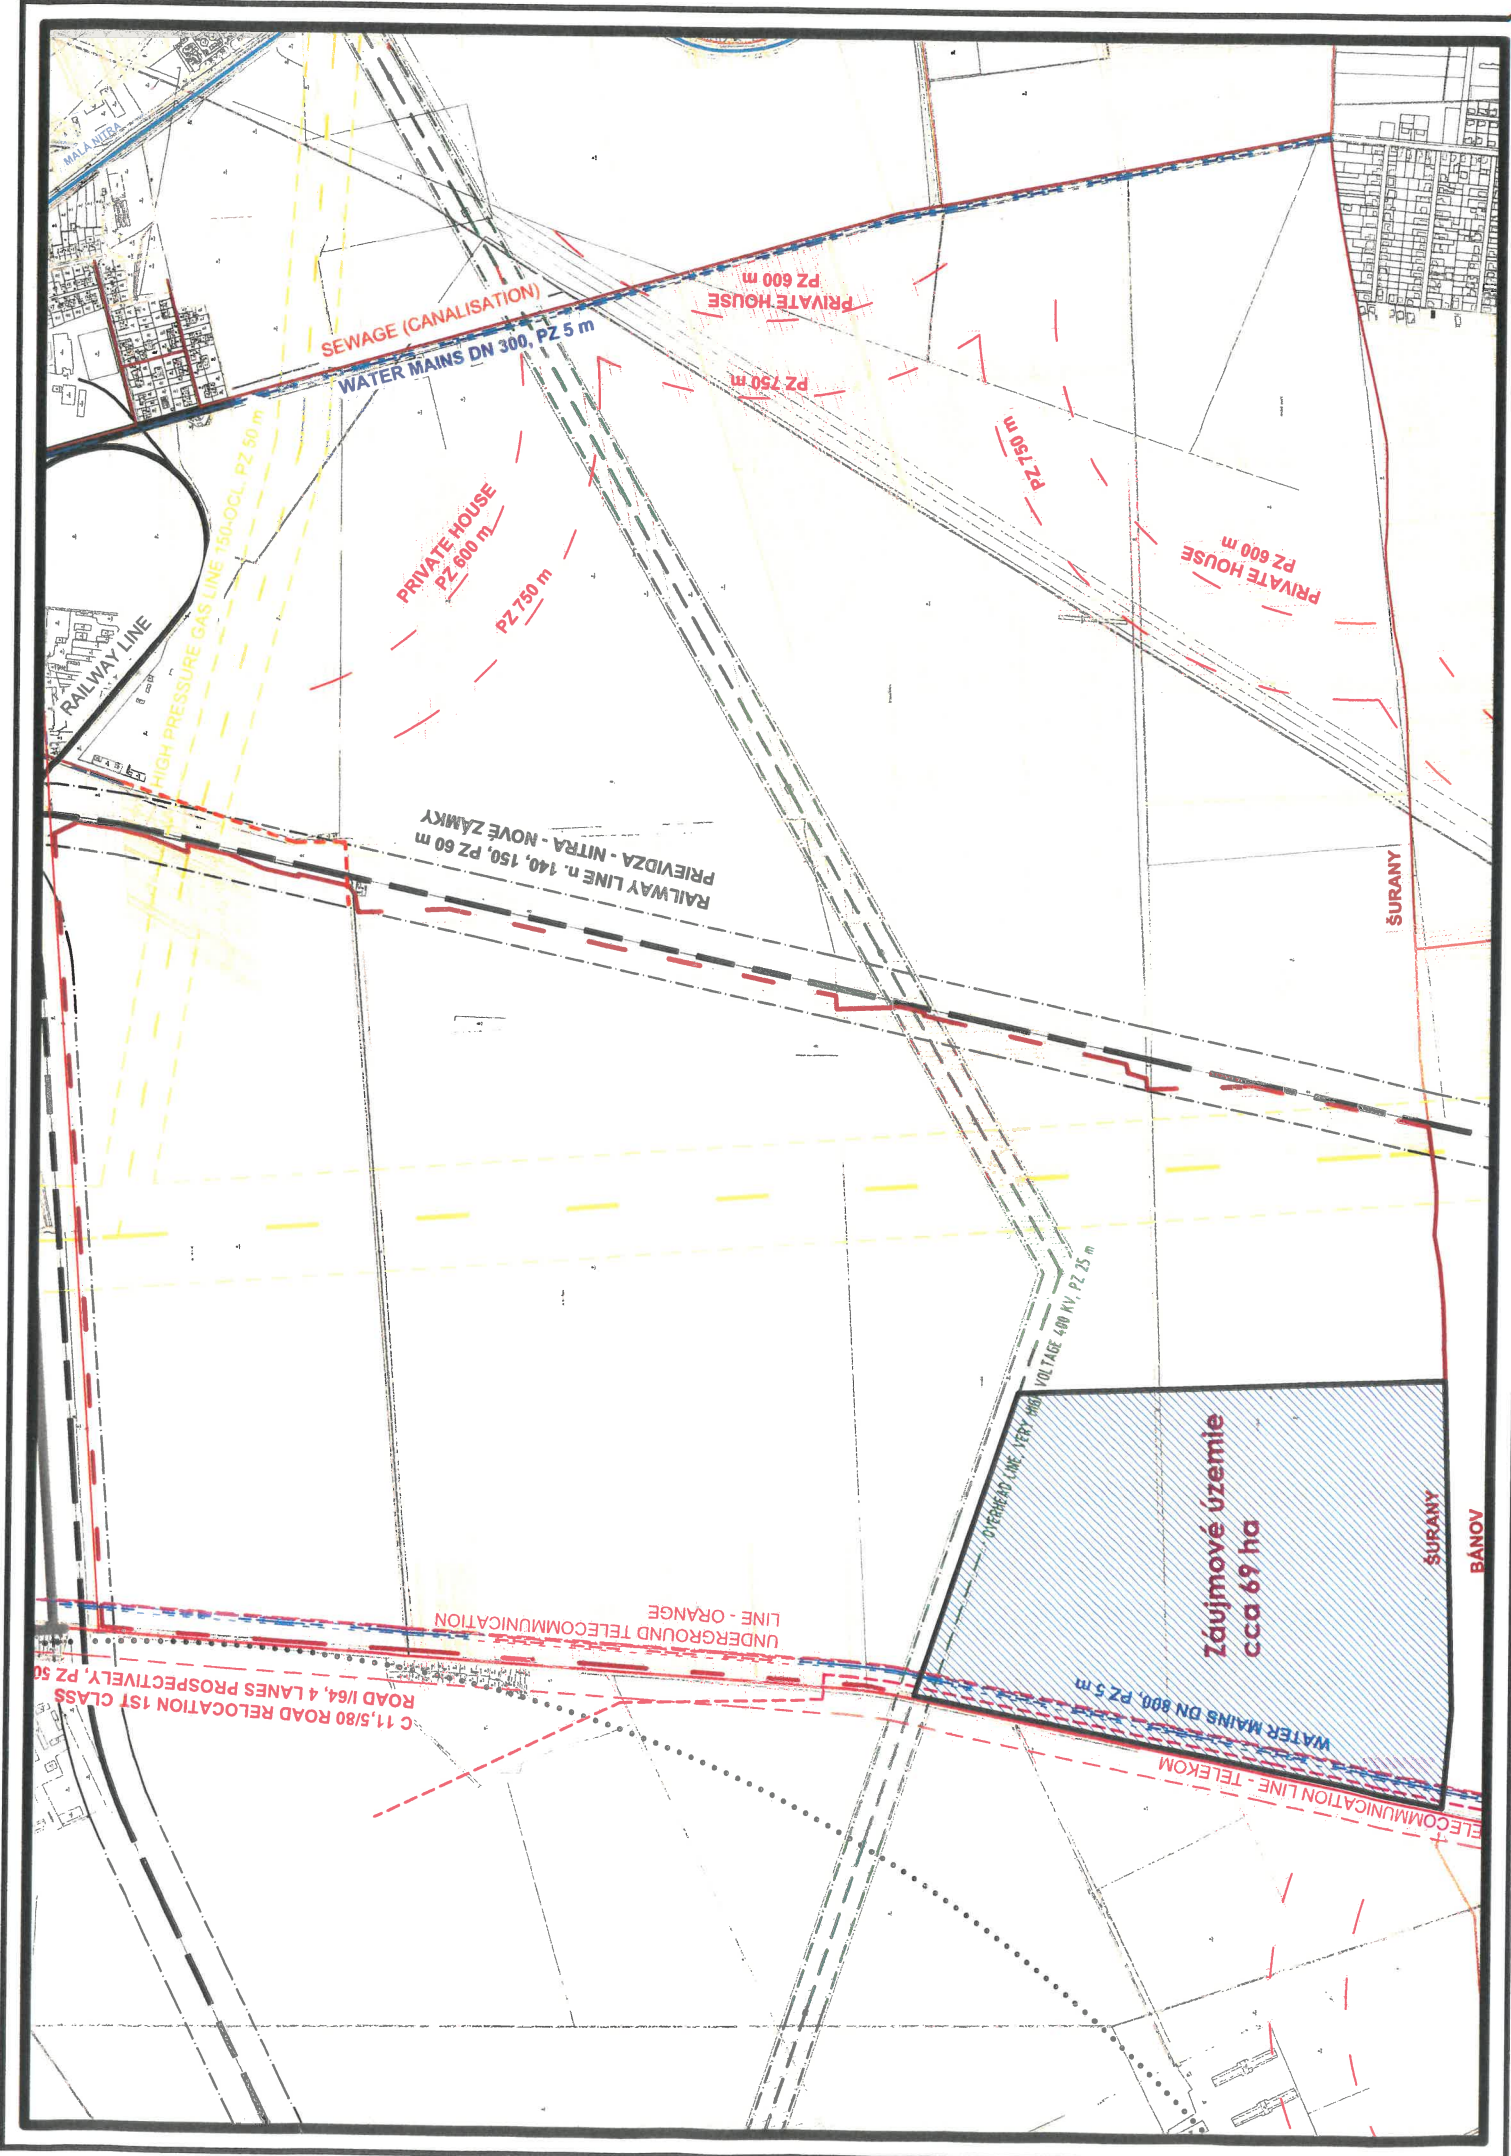 MALÁ NITRA
SEWAGE (CANALISATION)
WATER MAINS DN 300, PZ 5 m
PRIVATE HOUSE
PZ 600 m
PZ 750 m
HIGH PRESSURE GAS LINE 150-OCL. PZ 50 m
PRIVATE HOUSE
PZ 600 m
PZ 750 m
PZ 750 m
PRIVATE HOUSE
PZ 600 m
RAILWAY LINE
RAILWAY LINE n. 140, 150, PZ 60 m
PRIEVIDZA - NITRA - NOVÉ ZÁMKY
ŠURANY
OVERHEAD LINE, VERY HIGH VOLTAGE 400 KV, PZ 25 m
Záujmové územie
cca 69 ha
ŠURANY
BÁNOV
UNDERGROUND TELECOMMUNICATION
LINE - ORANGE
C 11,5/80 ROAD RELOCATION 1ST CLASS
ROAD I/64, 4 LANES PROSPECTIVELY, PZ 50
WATER MAINS DN 800, PZ 5 m
ELECOMMUNICATION LINE - TELEKOM